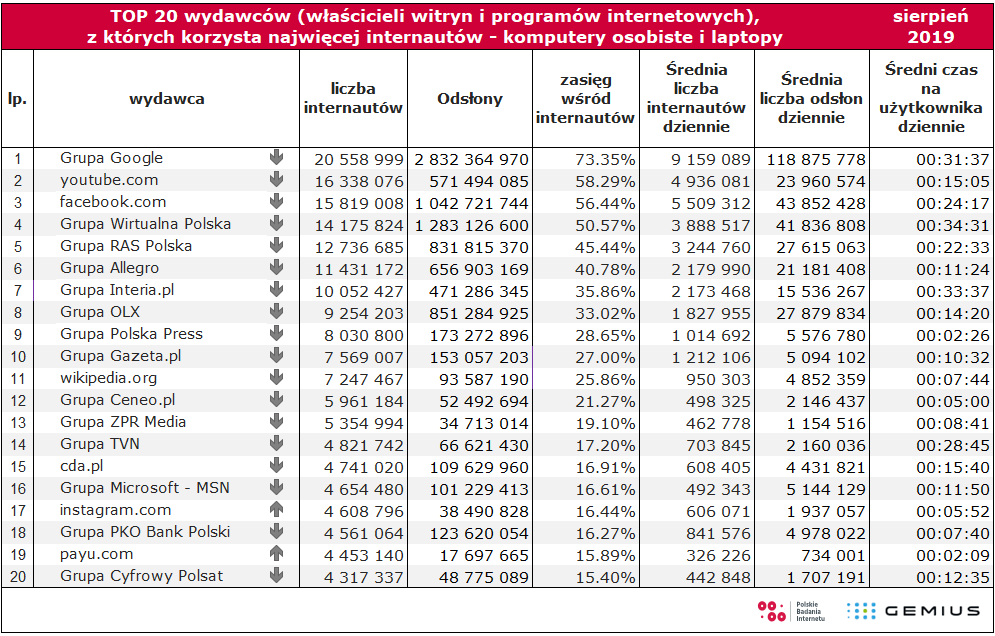 TOP 20 wydawców (właścicieli witryn i programów internetowych),
z których korzysta najwięcej internautów - komputery osobiste i laptopy
sierpień
2019
lp. wydawca liczba internautów Odsłony zasięg wśród internautów Średnia liczba internautów dziennie Średnia liczba odsłon dziennie Średni czas na użytkownika dziennie
1 Grupa Google 20 558 999 2 832 364 970 73.35% 9 159 089 118 875 778 00:31:37
2 youtube.com 16 338 076 571 494 085 58.29% 4 936 081 23 960 574 00:15:05
3 facebook.com 15 819 008 1 042 721 744 56.44% 5 509 312 43 852 428 00:24:17
4 Grupa Wirtualna Polska 14 175 824 1 283 126 600 50.57% 3 888 517 41 836 808 00:34:31
5 Grupa RAS Polska 12 736 685 831 815 370 45.44% 3 244 760 27 615 063 00:22:33
6 Grupa Allegro 11 431 172 656 903 169 40.78% 2 179 990 21 181 408 00:11:24
7 Grupa Interia.pl 10 052 427 471 286 345 35.86% 2 173 468 15 536 267 00:33:37
8 Grupa OLX 9 254 203 851 284 925 33.02% 1 827 955 27 879 834 00:14:20
9 Grupa Polska Press 8 030 800 173 272 896 28.65% 1 014 692 5 576 780 00:02:26
10 Grupa Gazeta.pl 7 569 007 153 057 203 27.00% 1 212 106 5 094 102 00:10:32
11 wikipedia.org 7 247 467 93 587 190 25.86% 950 303 4 852 359 00:07:44
12 Grupa Ceneo.pl 5 961 184 52 492 694 21.27% 498 325 2 146 437 00:05:00
13 Grupa ZPR Media 5 354 994 34 713 014 19.10% 462 778 1 154 516 00:08:41
14 Grupa TVN 4 821 742 66 621 430 17.20% 703 845 2 160 036 00:28:45
15 cda.pl 4 741 020 109 629 960 16.91% 608 405 4 431 821 00:15:40
16 Grupa Microsoft - MSN 4 654 480 101 229 413 16.61% 492 343 5 144 129 00:11:50
17 instagram.com 4 608 796 38 490 828 16.44% 606 071 1 937 057 00:05:52
18 Grupa PKO Bank Polski 4 561 064 123 620 054 16.27% 841 576 4 978 022 00:07:40
19 payu.com 4 453 140 17 697 665 15.89% 326 226 734 001 00:02:09
20 Grupa Cyfrowy Polsat 4 317 337 48 775 089 15.40% 442 848 1 707 191 00:12:35
Polskie
Badania
Internetu
GEMIUS